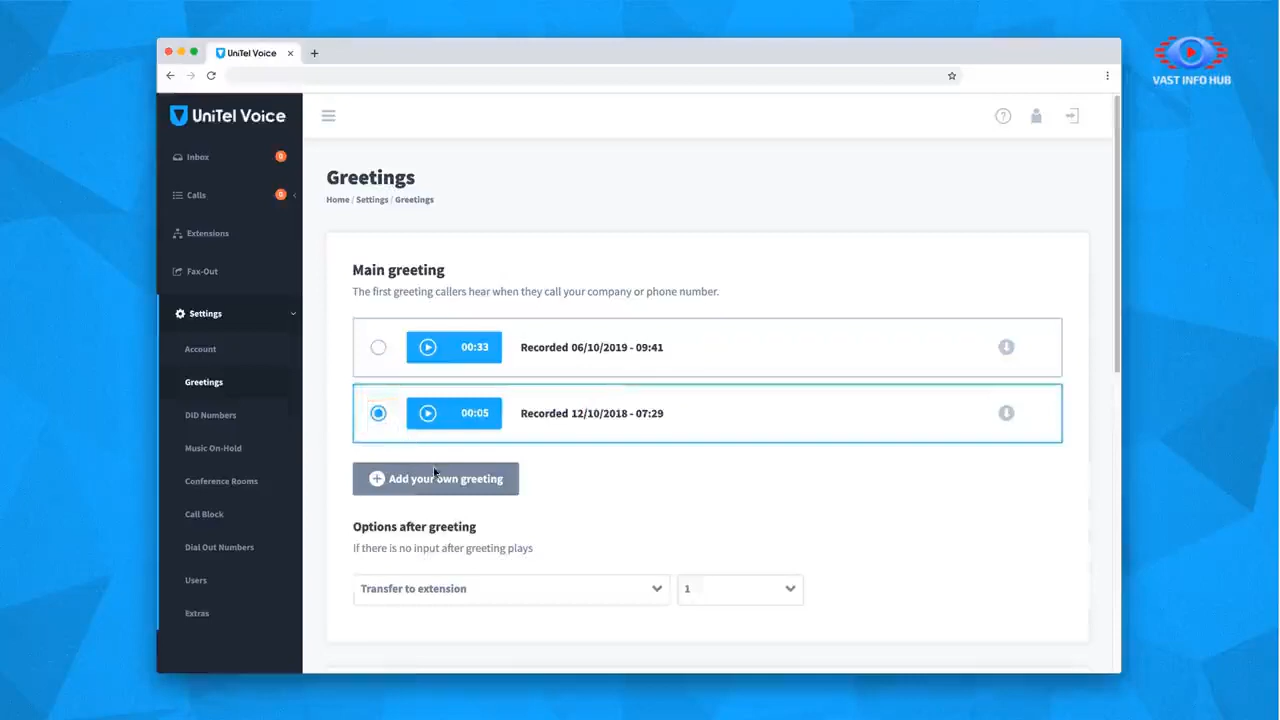 UniTel Voice
VAST INFO HUB
UniTel Voice
Inbox 0
Calls 0
Extensions
Fax-Out
Settings
Account
Greetings
DID Numbers
Music On-Hold
Conference Rooms
Call Block
Dial Out Numbers
Users
Extras
Greetings
Home / Settings / Greetings
Main greeting
The first greeting callers hear when they call your company or phone number.
00:33 Recorded 06/10/2019 - 09:41
00:05 Recorded 12/10/2018 - 07:29
Add your own greeting
Options after greeting
If there is no input after greeting plays
Transfer to extension 1